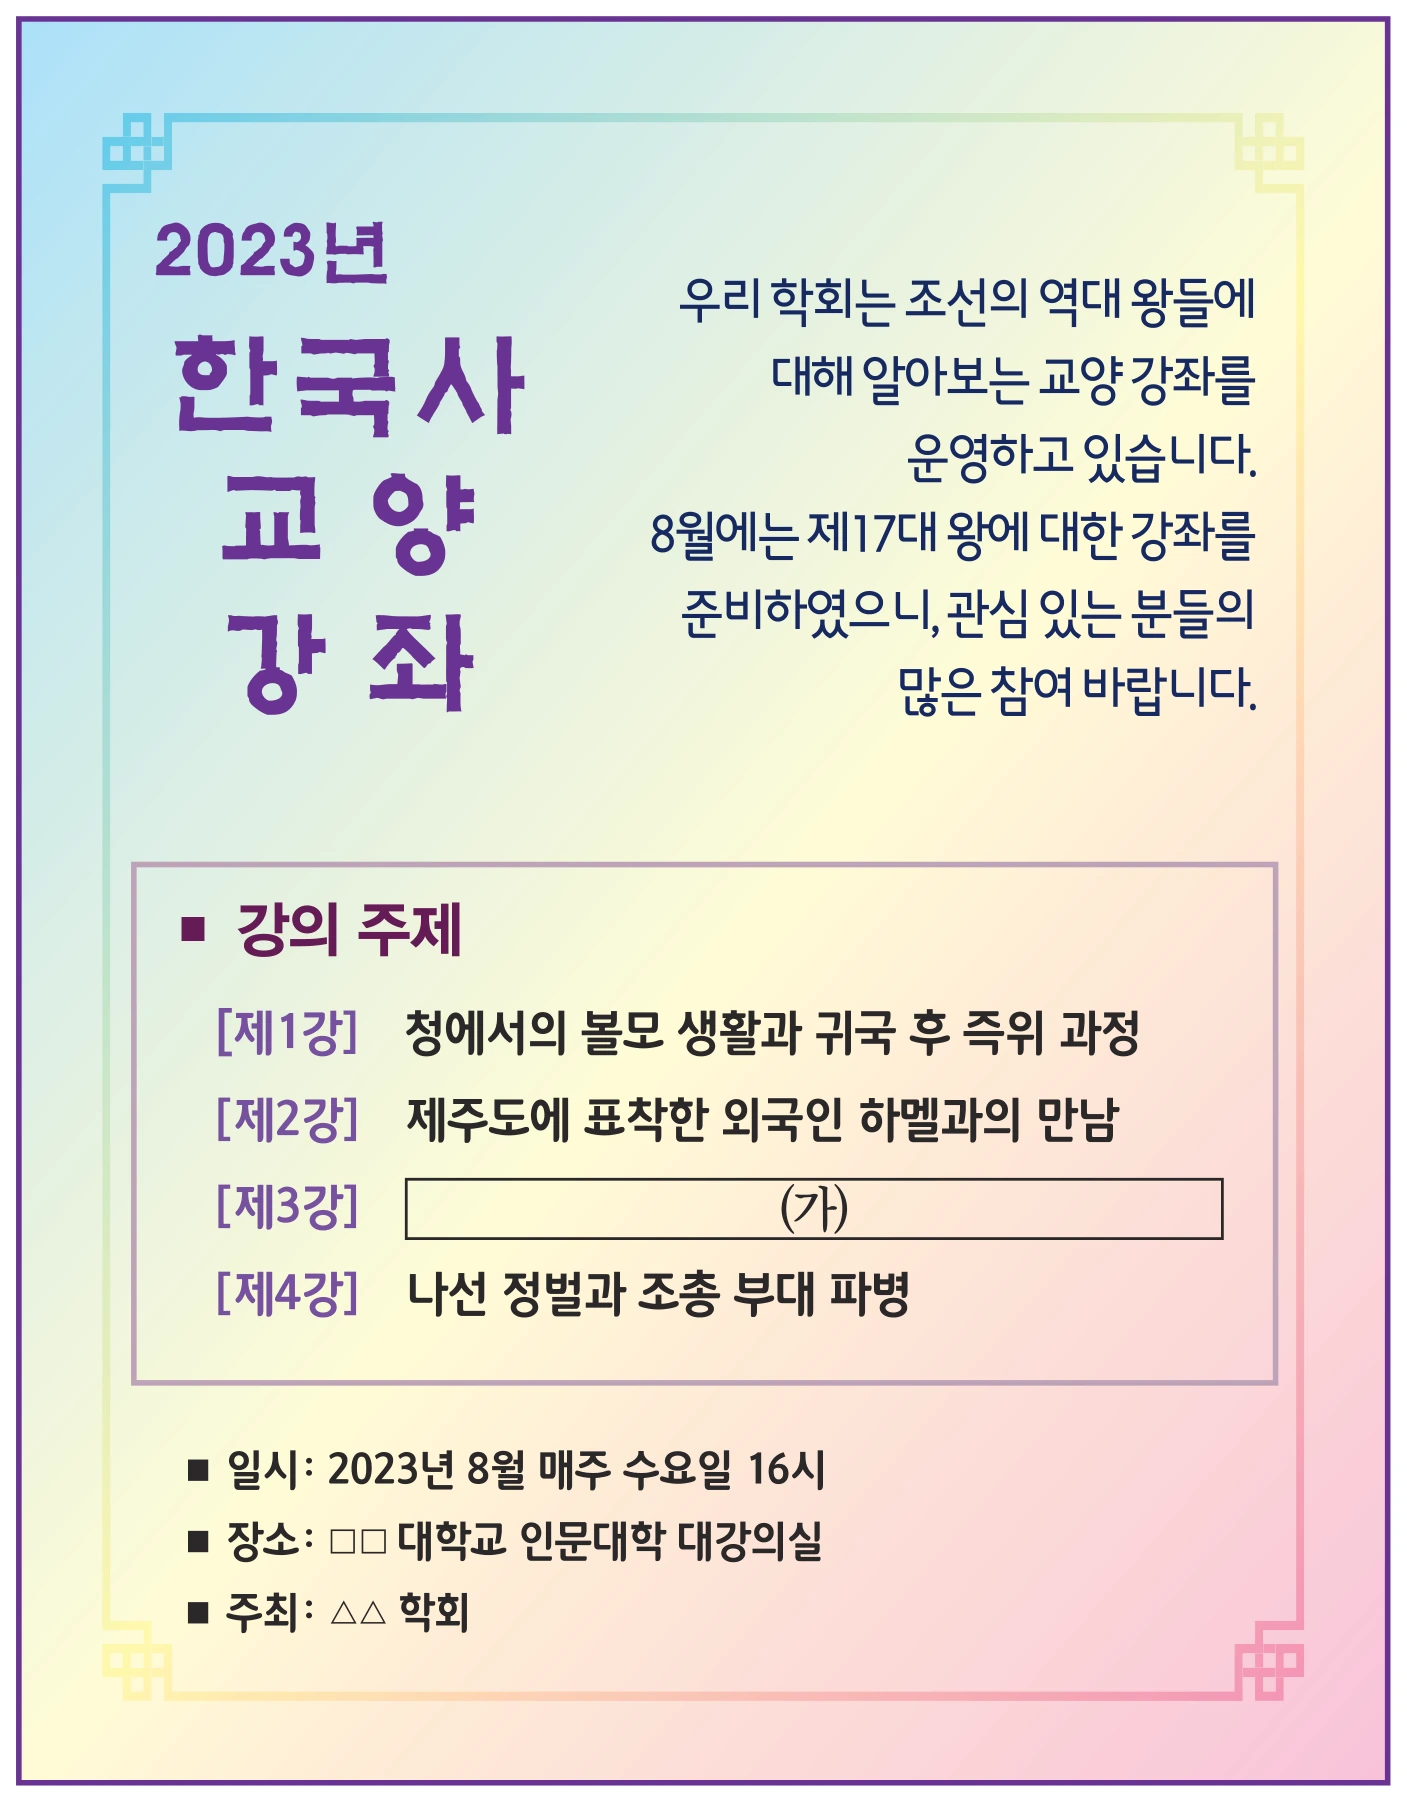 2023년
한국사
교양
강좌
우리 학회는 조선의 역대 왕들에
대해 알아보는 교양 강좌를
운영하고 있습니다.
8월에는 제17대 왕에 대한 강좌를
준비하였으니, 관심 있는 분들의
많은 참여 바랍니다.
■ 강의 주제
[제1강] 청에서의 볼모 생활과 귀국 후 즉위 과정
[제2강] 제주도에 표착한 외국인 하멜과의 만남
[제3강] (가)
[제4강] 나선 정벌과 조총 부대 파병
■ 일시: 2023년 8월 매주 수요일 16시
■ 장소: □□ 대학교 인문대학 대강의실
■ 주최: △△ 학회